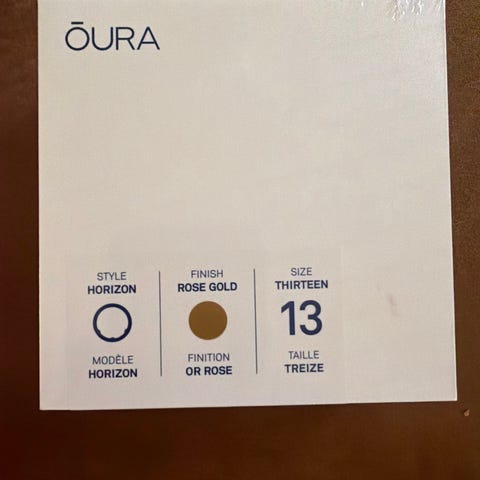 ŌURA
STYLE
HORIZON
MODÈLE
HORIZON
FINISH
ROSE GOLD
FINITION
OR ROSE
SIZE
THIRTEEN
13
TAILLE
TREIZE